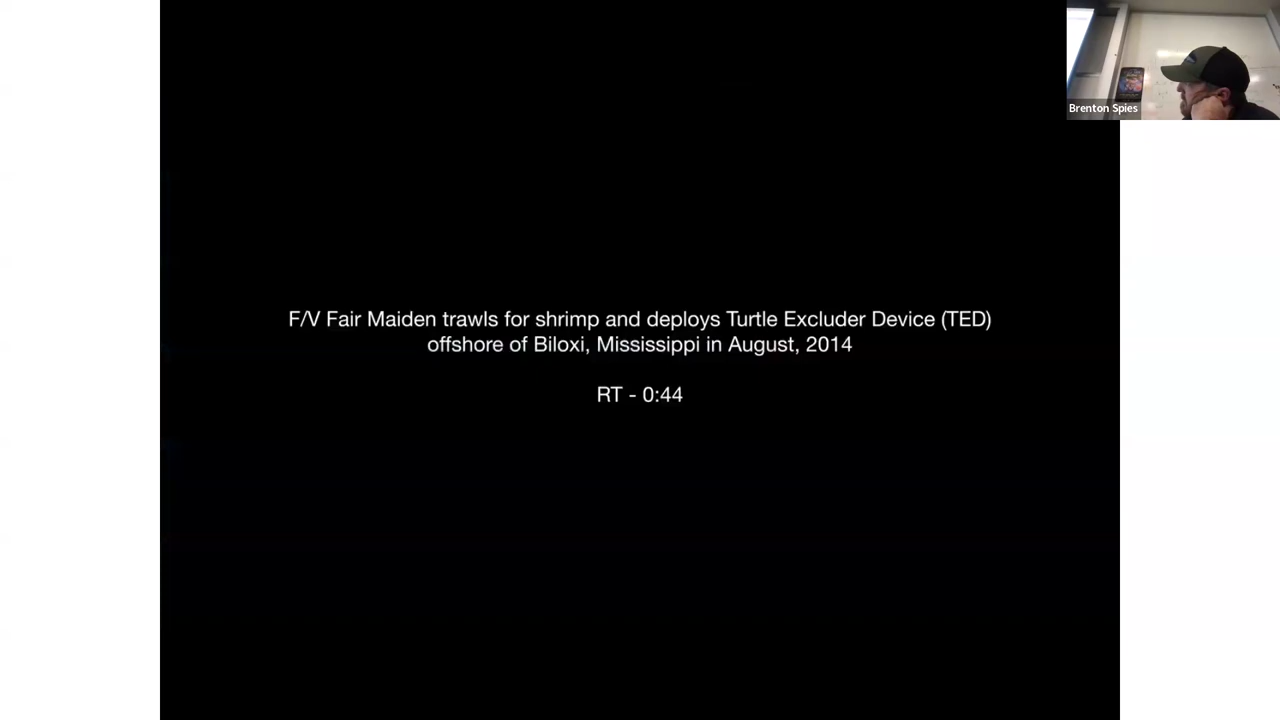 F/V Fair Maiden trawls for shrimp and deploys Turtle Excluder Device (TED)
offshore of Biloxi, Mississippi in August, 2014
RT - 0:44
Brenton Spies